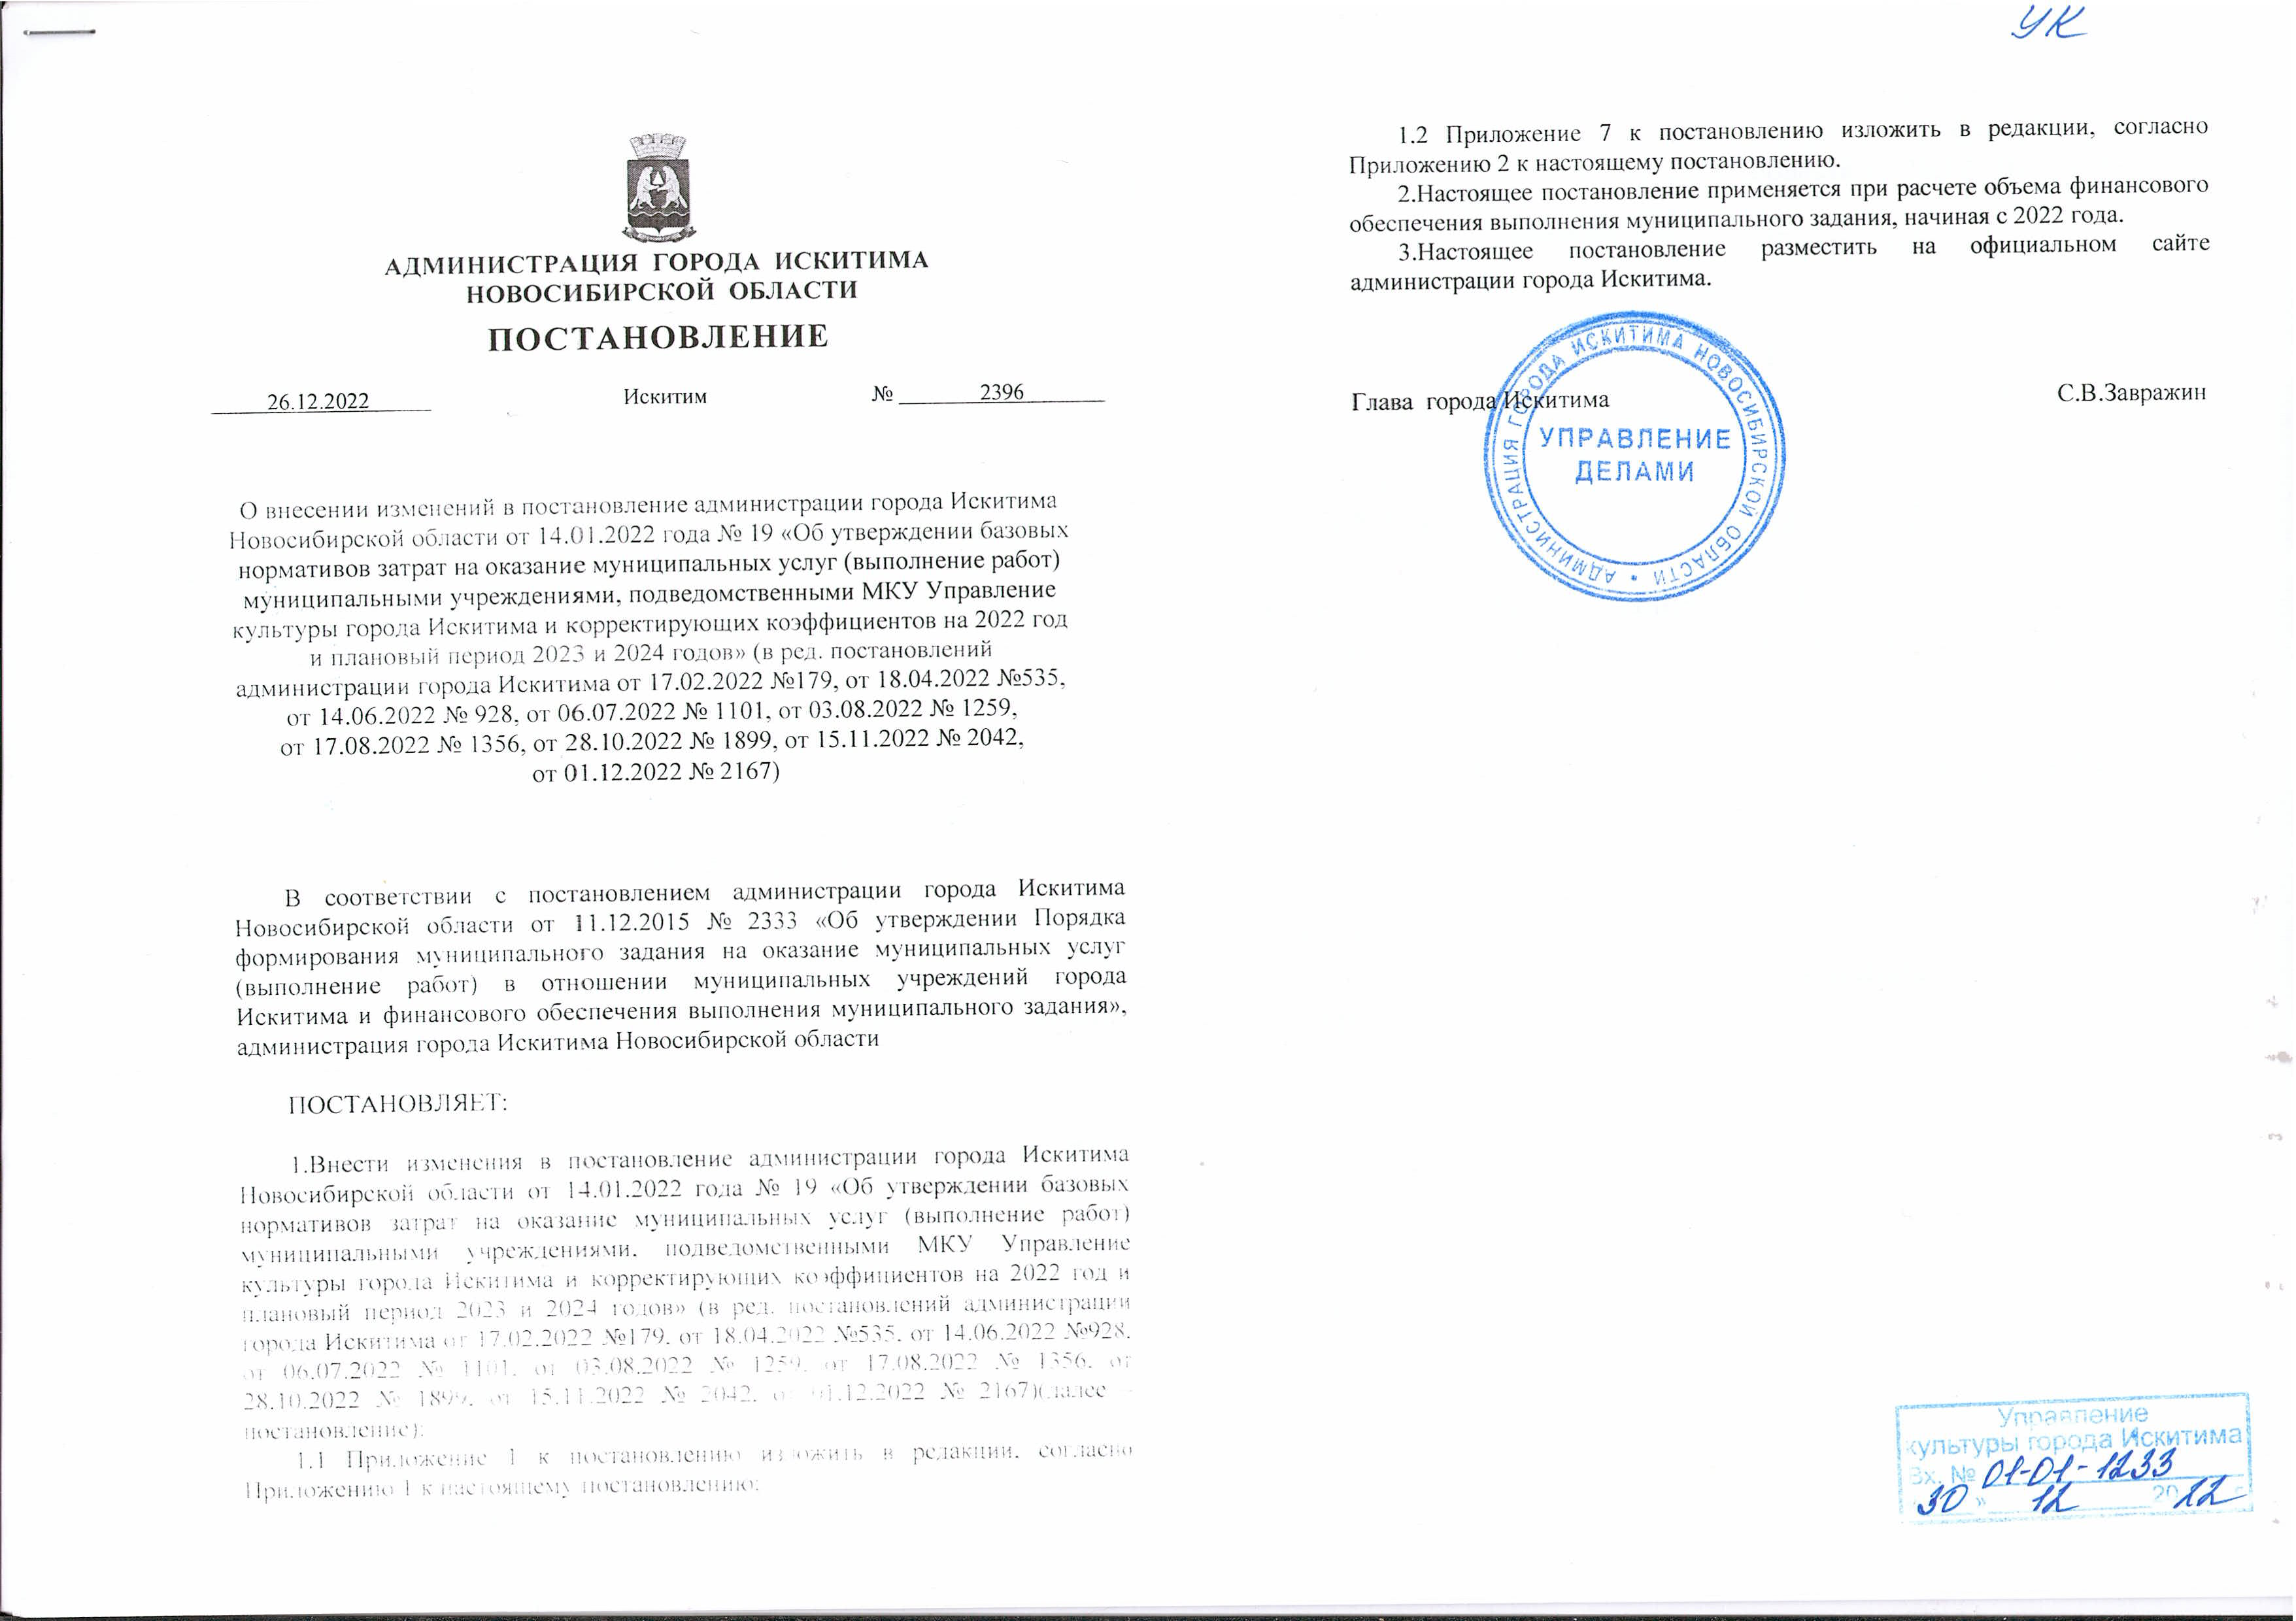 АДМИНИСТРАЦИЯ ГОРОДА ИСКИТИМА
НОВОСИБИРСКОЙ ОБЛАСТИ
ПОСТАНОВЛЕНИЕ
26.12.2022 Искитим № 2396
О внесении изменений в постановление администрации города Искитима
Новосибирской области от 14.01.2022 года № 19 «Об утверждении базовых
нормативов затрат на оказание муниципальных услуг (выполнение работ)
муниципальными учреждениями, подведомственными МКУ Управление
культуры города Искитима и корректирующих коэффициентов на 2022 год
и плановый период 2023 и 2024 годов» (в ред. постановлений
администрации города Искитима от 17.02.2022 №179, от 18.04.2022 №535,
от 14.06.2022 № 928, от 06.07.2022 № 1101, от 03.08.2022 № 1259,
от 17.08.2022 № 1356, от 28.10.2022 № 1899, от 15.11.2022 № 2042,
от 01.12.2022 № 2167)
В соответствии с постановлением администрации города Искитима
Новосибирской области от 11.12.2015 № 2333 «Об утверждении Порядка
формирования муниципального задания на оказание муниципальных услуг
(выполнение работ) в отношении муниципальных учреждений города
Искитима и финансового обеспечения выполнения муниципального задания»,
администрация города Искитима Новосибирской области
ПОСТАНОВЛЯЕТ:
1.Внести изменения в постановление администрации города Искитима
Новосибирской области от 14.01.2022 года № 19 «Об утверждении базовых
нормативов затрат на оказание муниципальных услуг (выполнение работ)
муниципальными учреждениями, подведомственными МКУ Управление
культуры города Искитима и корректирующих коэффициентов на 2022 год и
плановый период 2023 и 2024 годов» (в ред. постановлений администрации
города Искитима от 17.02.2022 №179, от 18.04.2022 №535, от 14.06.2022 №928,
от 06.07.2022 № 1101, от 03.08.2022 № 1259, от 17.08.2022 № 1356, от
28.10.2022 № 1899, от 15.11.2022 № 2042, от 01.12.2022 № 2167)(далее –
постановление):
1.1 Приложение 1 к постановлению изложить в редакции, согласно
Приложению 1 к настоящему постановлению;
УК
1.2 Приложение 7 к постановлению изложить в редакции, согласно
Приложению 2 к настоящему постановлению.
2.Настоящее постановление применяется при расчете объема финансового
обеспечения выполнения муниципального задания, начиная с 2022 года.
3.Настоящее постановление разместить на официальном сайте
администрации города Искитима.
Глава города Искитима С.В.Завражин
АДМИНИСТРАЦИЯ ГОРОДА ИСКИТИМА НОВОСИБИРСКОЙ ОБЛАСТИ •
УПРАВЛЕНИЕ
ДЕЛАМИ
Управление
культуры города Искитима
Вх. № 01-01-1233
30 » 12 2022